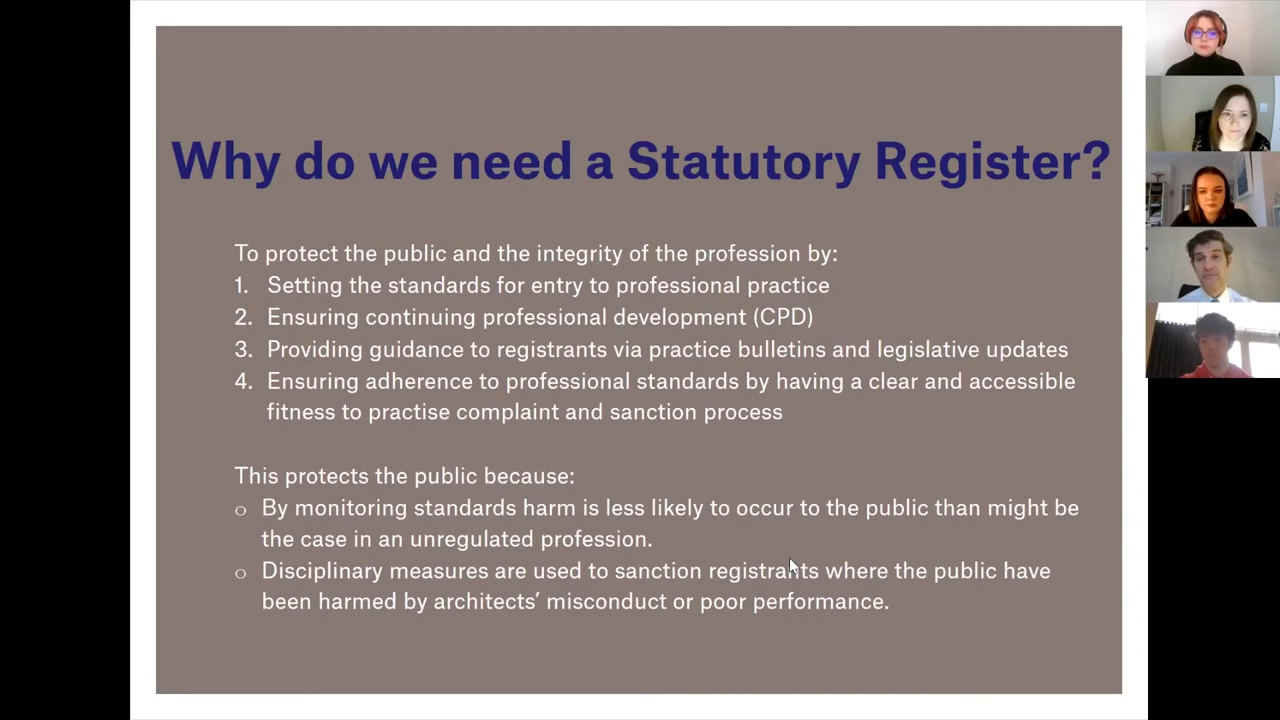 Why do we need a Statutory Register?
To protect the public and the integrity of the profession by:
1. Setting the standards for entry to professional practice
2. Ensuring continuing professional development (CPD)
3. Providing guidance to registrants via practice bulletins and legislative updates
4. Ensuring adherence to professional standards by having a clear and accessible
fitness to practise complaint and sanction process
This protects the public because:
o By monitoring standards harm is less likely to occur to the public than might be
the case in an unregulated profession.
o Disciplinary measures are used to sanction registrants where the public have
been harmed by architects’ misconduct or poor performance.